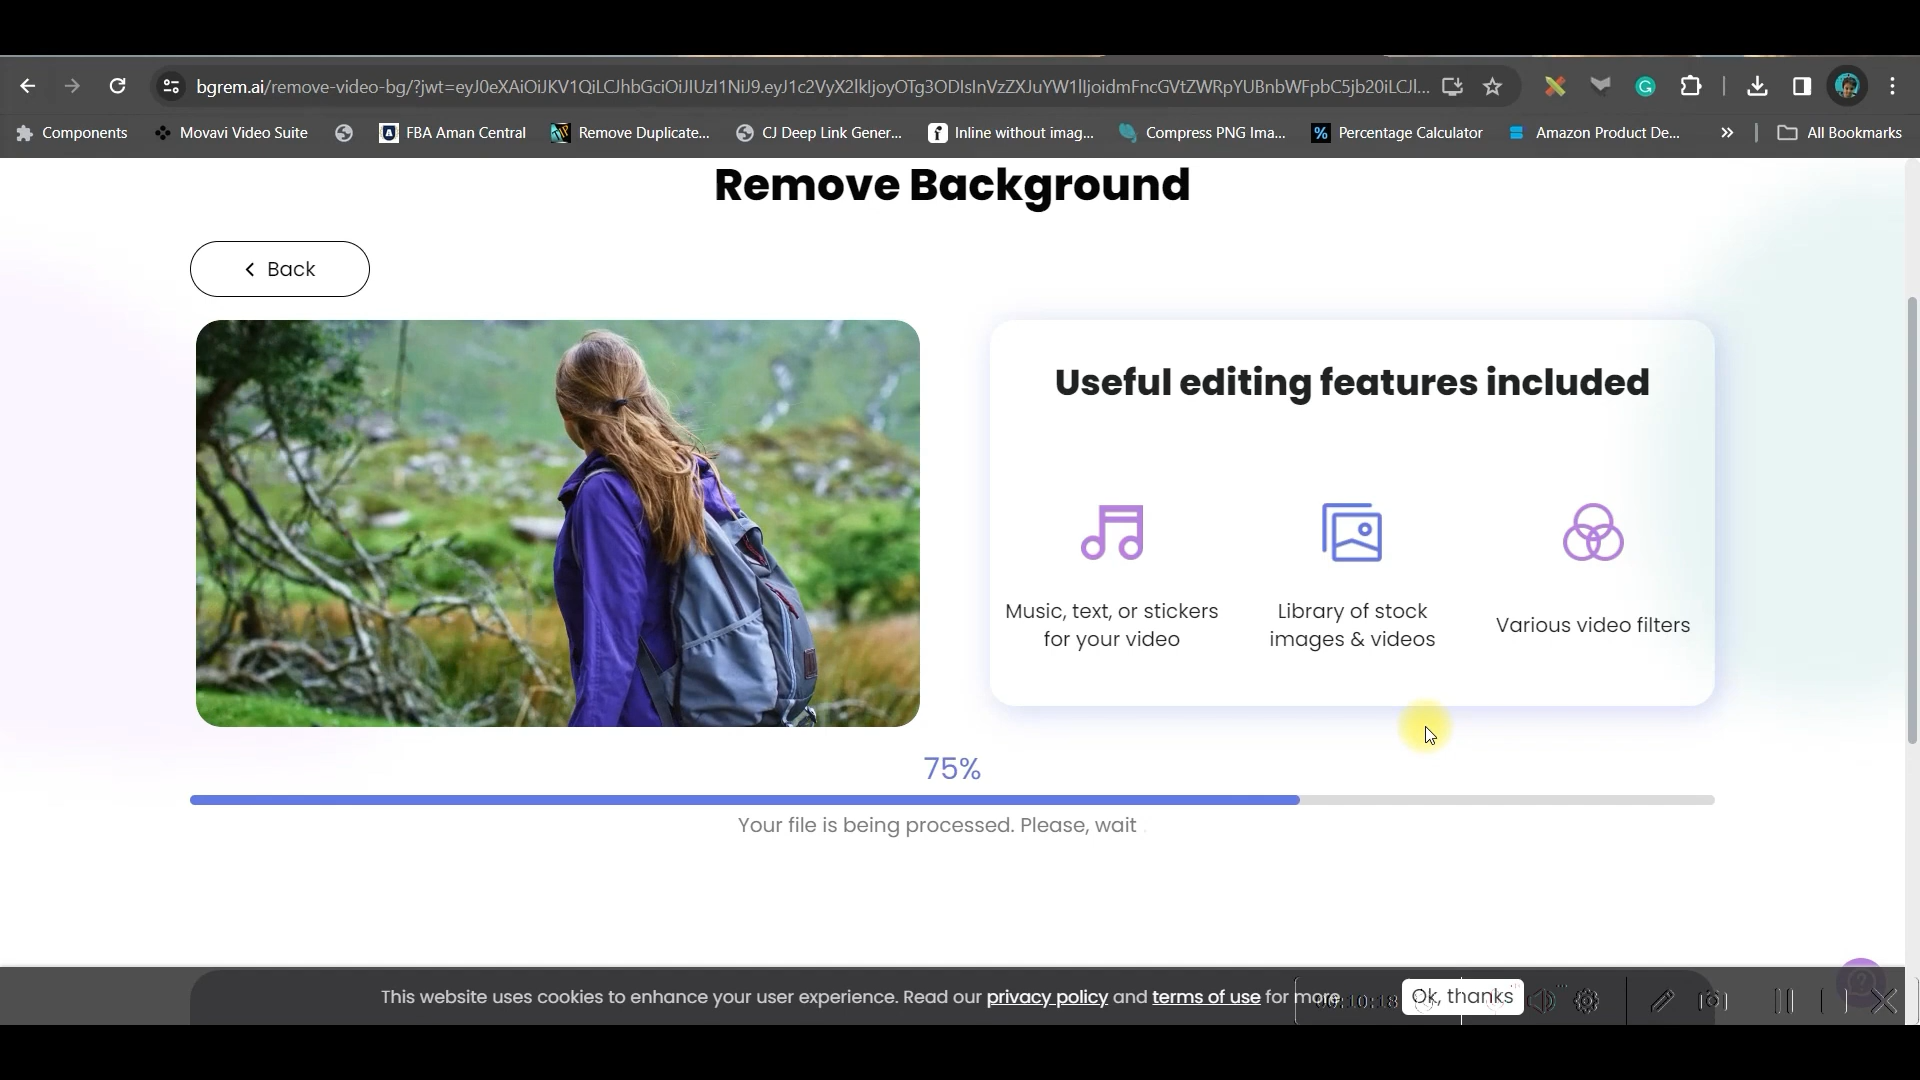 bgrem.ai/remove-video-bg/?jwt=eyJ0eXAiOiJKV1QiLCJhbGciOiJIUzI1NiJ9.eyJ1c2VyX2lkIjoyOTg3ODIsInVzZXJuYW1lIjoidmFncGVtZWRpYUBnbWFpbC5jb20iLCJl...
Components
Movavi Video Suite
FBA Aman Central
Remove Duplicate...
CJ Deep Link Gener...
Inline without imag...
Compress PNG Ima...
Percentage Calculator
Amazon Product De...
All Bookmarks
Remove Background
Back
Useful editing features included
Music, text, or stickers
for your video
Library of stock
images & videos
Various video filters
75%
Your file is being processed. Please, wait
This website uses cookies to enhance your user experience. Read our privacy policy and terms of use for more.
Ok, thanks
00:10:18